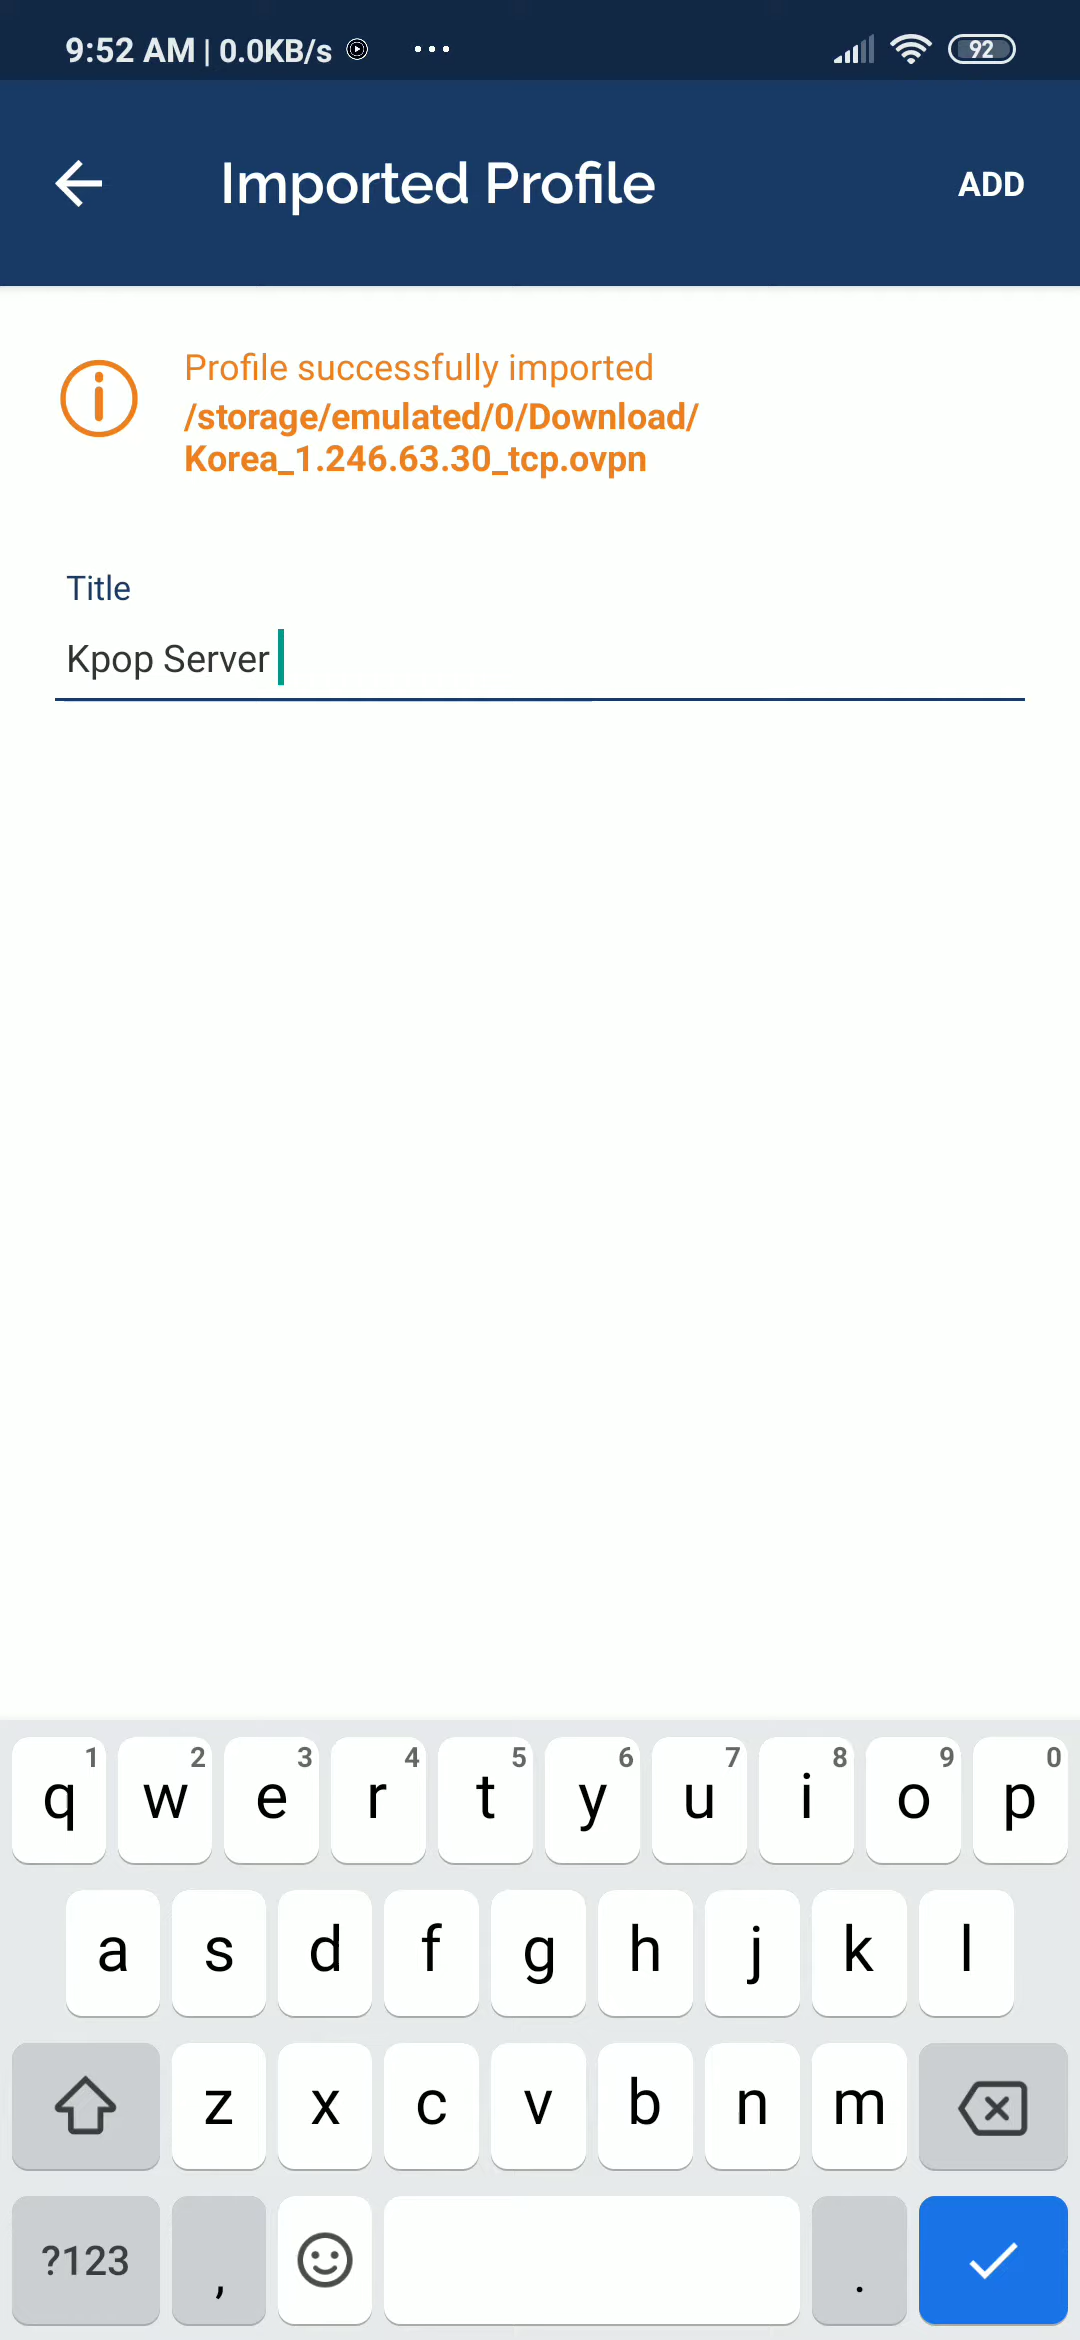 9:52 AM | 0.0KB/s ... 92
Imported Profile ADD
Profile successfully imported
/storage/emulated/0/Download/
Korea_1.246.63.30_tcp.ovpn
Title
Kpop Server
1 2 3 4 5 6 7 8 9 0
q w e r t y u i o p
a s d f g h j k l
z x c v b n m
?123 , .